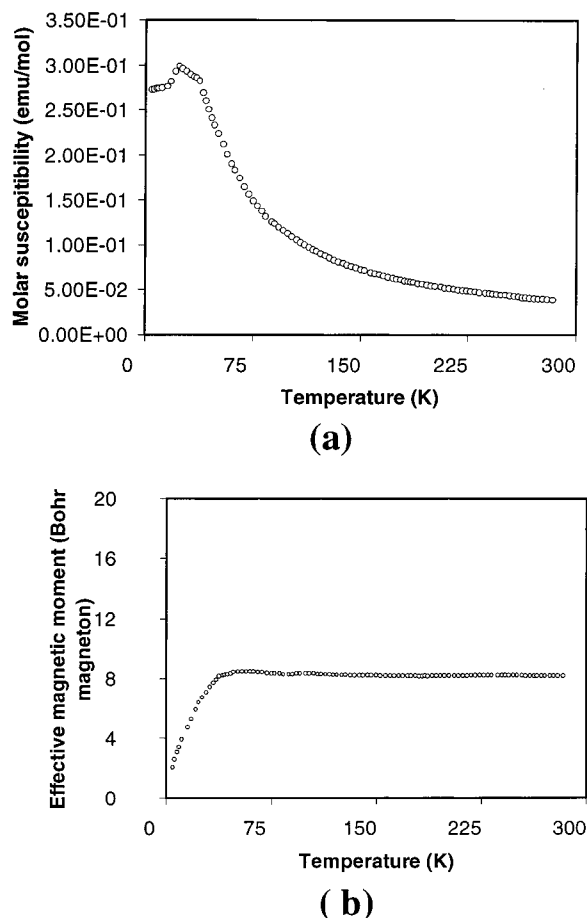 3.50E-01
3.00E-01
2.50E-01
2.00E-01
1.50E-01
1.00E-01
5.00E-02
0.00E+00
Molar suscepitibility (emu/mol)
0 75 150 225 300
Temperature (K)
(a)
20
16
12
8
4
0
Effective magnetic moment (Bohr
magneton)
0 75 150 225 300
Temperature (K)
( b)